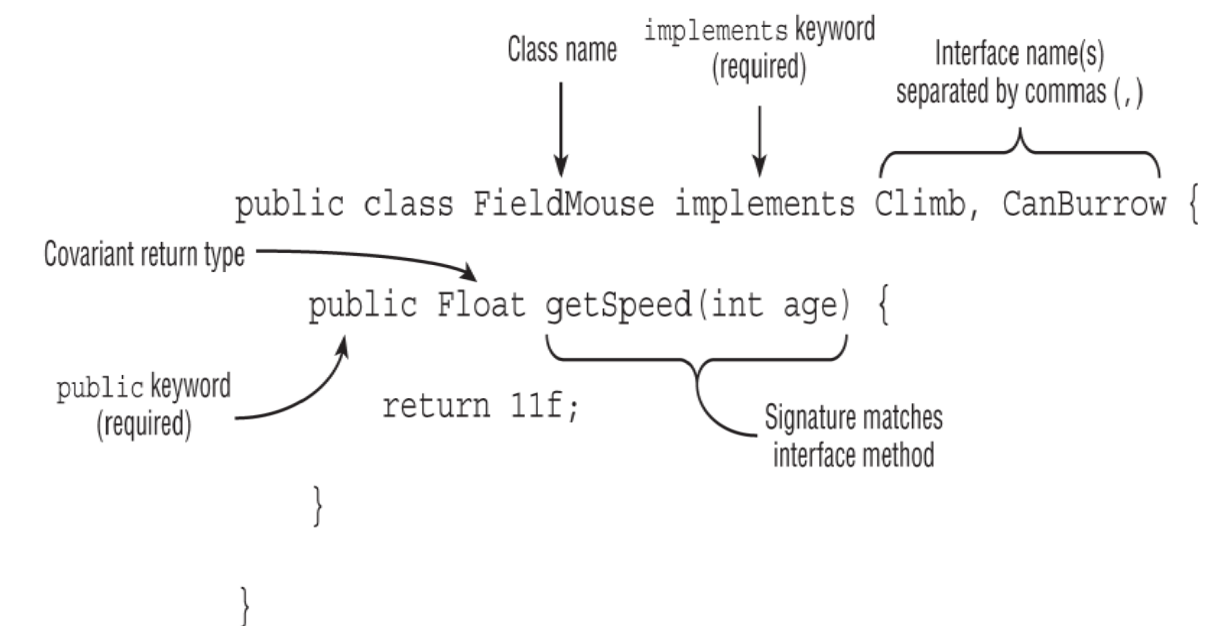 Class name
implements keyword
(required)
Interface name(s)
separated by commas (,)
public class FieldMouse implements Climb, CanBurrow {
Covariant return type
public Float getSpeed(int age) {
public keyword
(required)
return 11f;
Signature matches
interface method
}
}